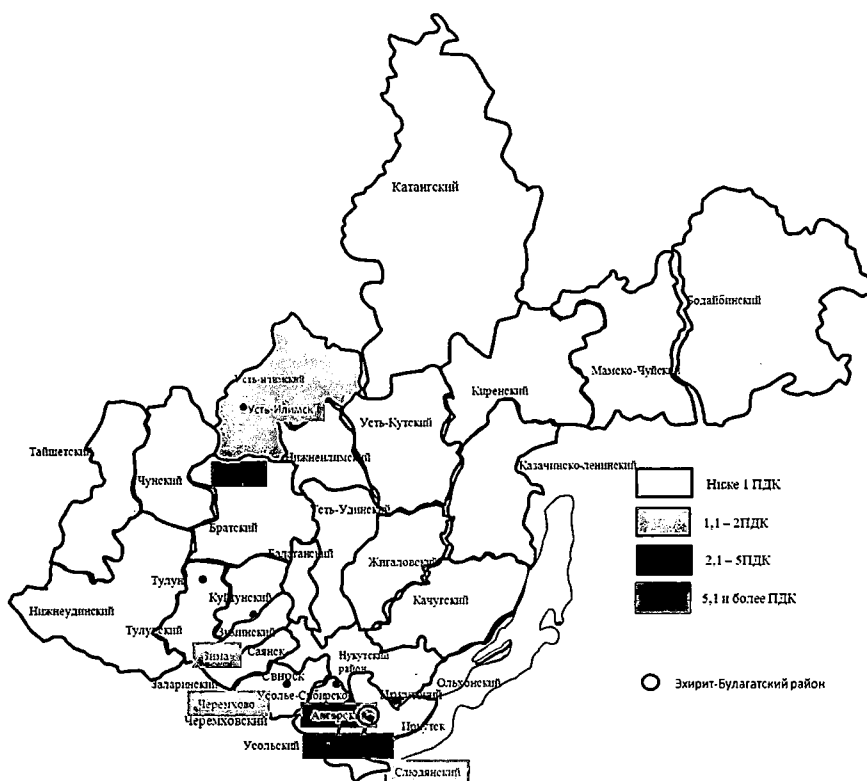 Катангский
Бодайбинский
Мамско-Чуйский
Киренский
Усть-Илимский
Усть-Илимск
Усть-Кутский
Тайшетский
Чунский
Нижнеилимский
Казачинско-ленинский
Ниже 1 ПДК
1,1 – 2ПДК
2,1 – 5ПДК
5,1 и более ПДК
Усть-Удинский
Братский
Балаганский
Жигаловский
Тулун
Куйтунский
Нижнеудинский
Качугский
Тулунский
Зиминский
Саянск
Зима
Нукутский
район
Заларинский
Свирск
Ольхонский
Усолье-Сибирско
Иркутский
Эхирит-Булагатский район
Черемхово
Черемховский
Ангарск
Иркутск
Усольский
Слюдянский